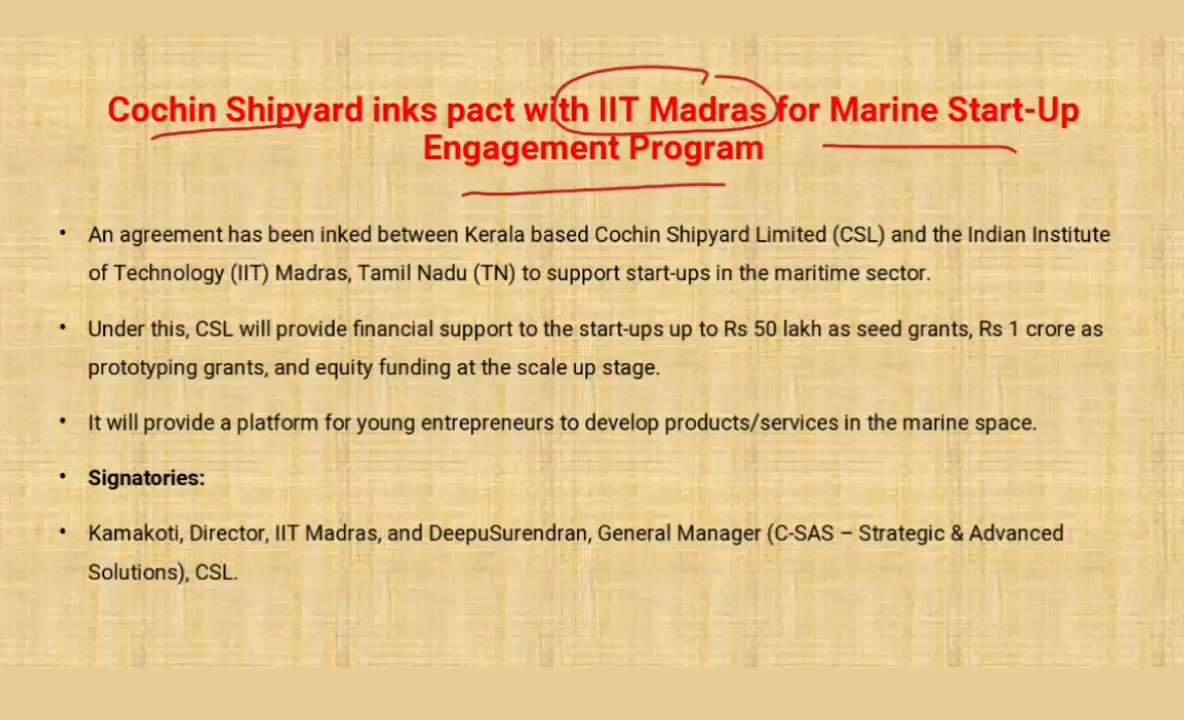 Cochin Shipyard inks pact with IIT Madras for Marine Start-Up
Engagement Program
• An agreement has been inked between Kerala based Cochin Shipyard Limited (CSL) and the Indian Institute
of Technology (IIT) Madras, Tamil Nadu (TN) to support start-ups in the maritime sector.
• Under this, CSL will provide financial support to the start-ups up to Rs 50 lakh as seed grants, Rs 1 crore as
prototyping grants, and equity funding at the scale up stage.
• It will provide a platform for young entrepreneurs to develop products/services in the marine space.
• Signatories:
• Kamakoti, Director, IIT Madras, and DeepuSurendran, General Manager (C-SAS – Strategic & Advanced
Solutions), CSL.